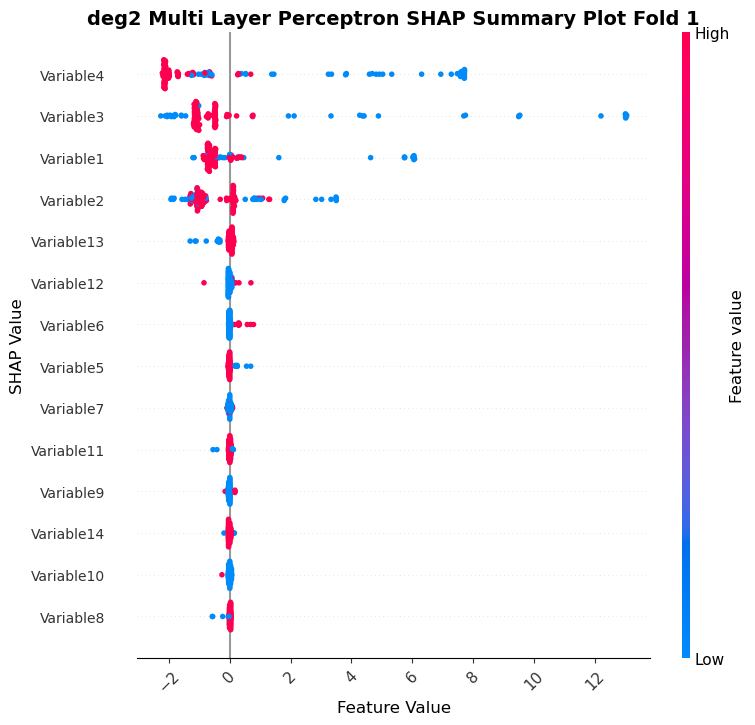 deg2 Multi Layer Perceptron SHAP Summary Plot Fold 1
High
Variable4
Variable3
Variable1
Variable2
Variable13
Variable12
Variable6
Variable5
Variable7
Variable11
Variable9
Variable14
Variable10
Variable8
SHAP Value
Feature value
Low
−2
0
2
4
6
8
10
12
Feature Value